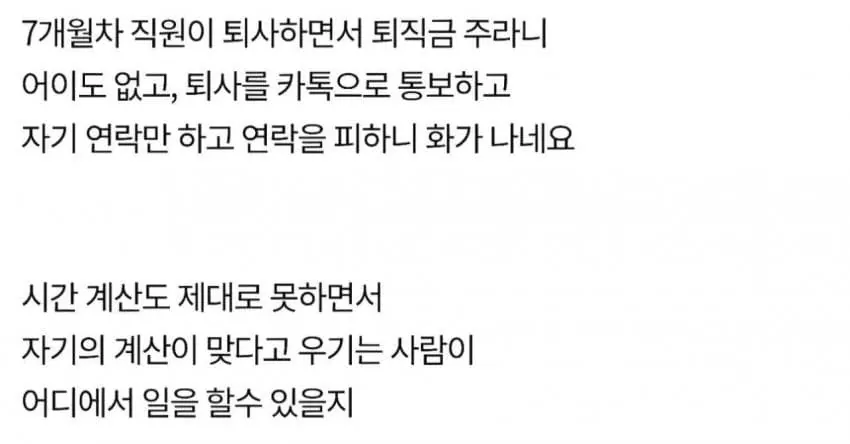 7개월차 직원이 퇴사하면서 퇴직금 주라니
어이도 없고, 퇴사를 카톡으로 통보하고
자기 연락만 하고 연락을 피하니 화가 나네요
시간 계산도 제대로 못하면서
자기의 계산이 맞다고 우기는 사람이
어디에서 일을 할수 있을지